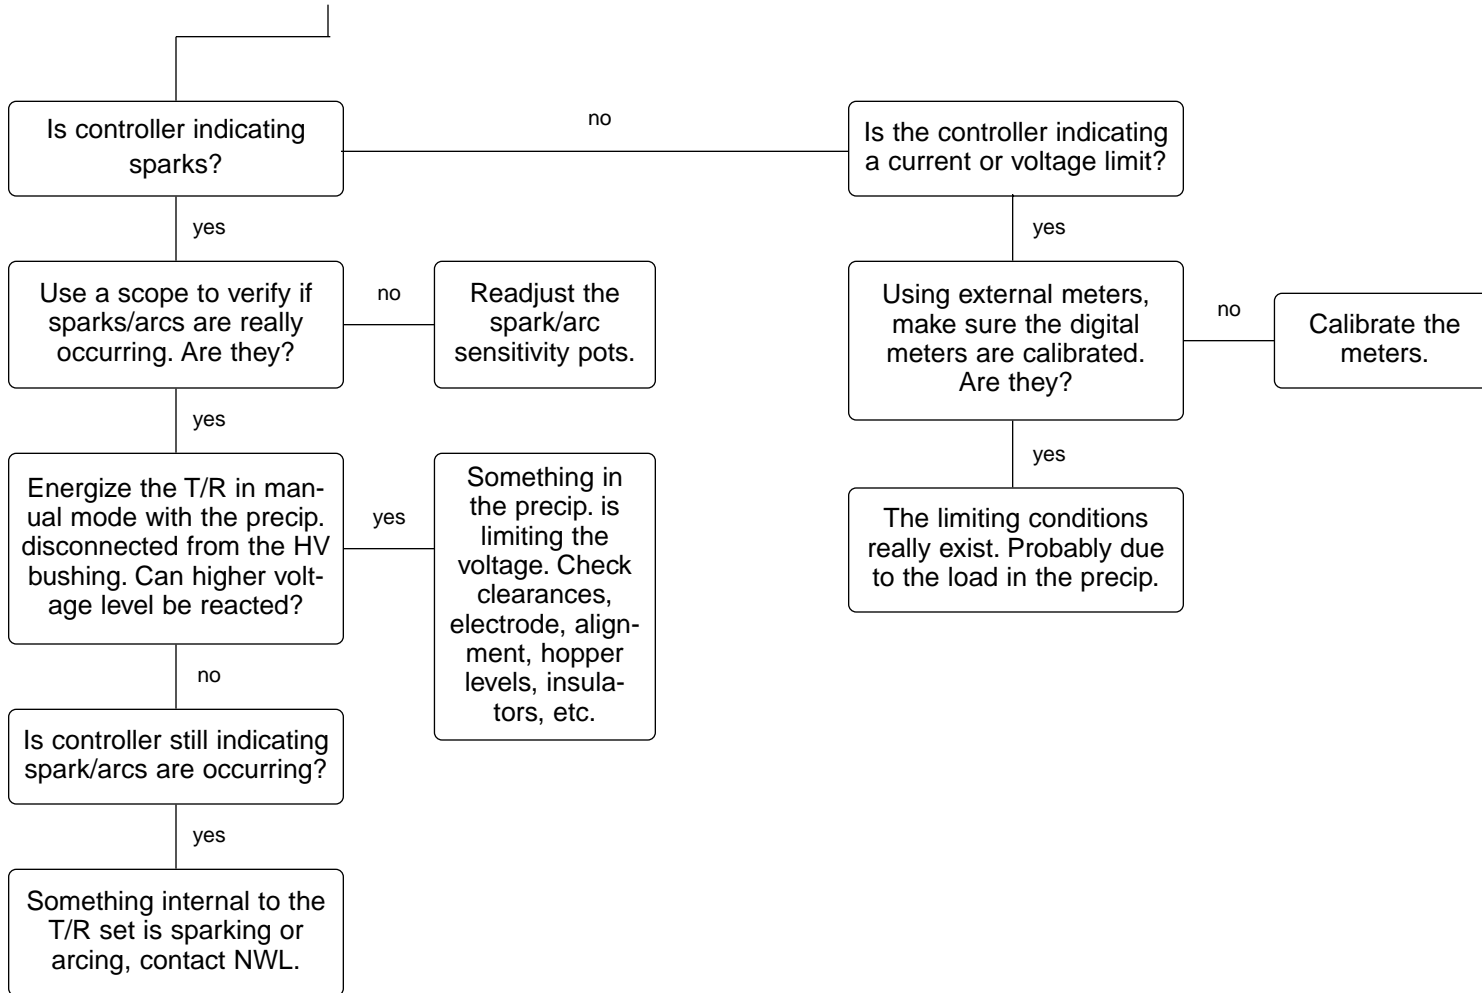 Is controller indicating
sparks?
no
Is the controller indicating
a current or voltage limit?
yes
yes
Use a scope to verify if
sparks/arcs are really
occurring. Are they?
no
Readjust the
spark/arc
sensitivity pots.
Using external meters,
make sure the digital
meters are calibrated.
Are they?
no
Calibrate the
meters.
yes
yes
Energize the T/R in man-
ual mode with the precip.
disconnected from the HV
bushing. Can higher volt-
age level be reacted?
yes
Something in
the precip. is
limiting the
voltage. Check
clearances,
electrode, align-
ment, hopper
levels, insula-
tors, etc.
The limiting conditions
really exist. Probably due
to the load in the precip.
no
Is controller still indicating
spark/arcs are occurring?
yes
Something internal to the
T/R set is sparking or
arcing, contact NWL.